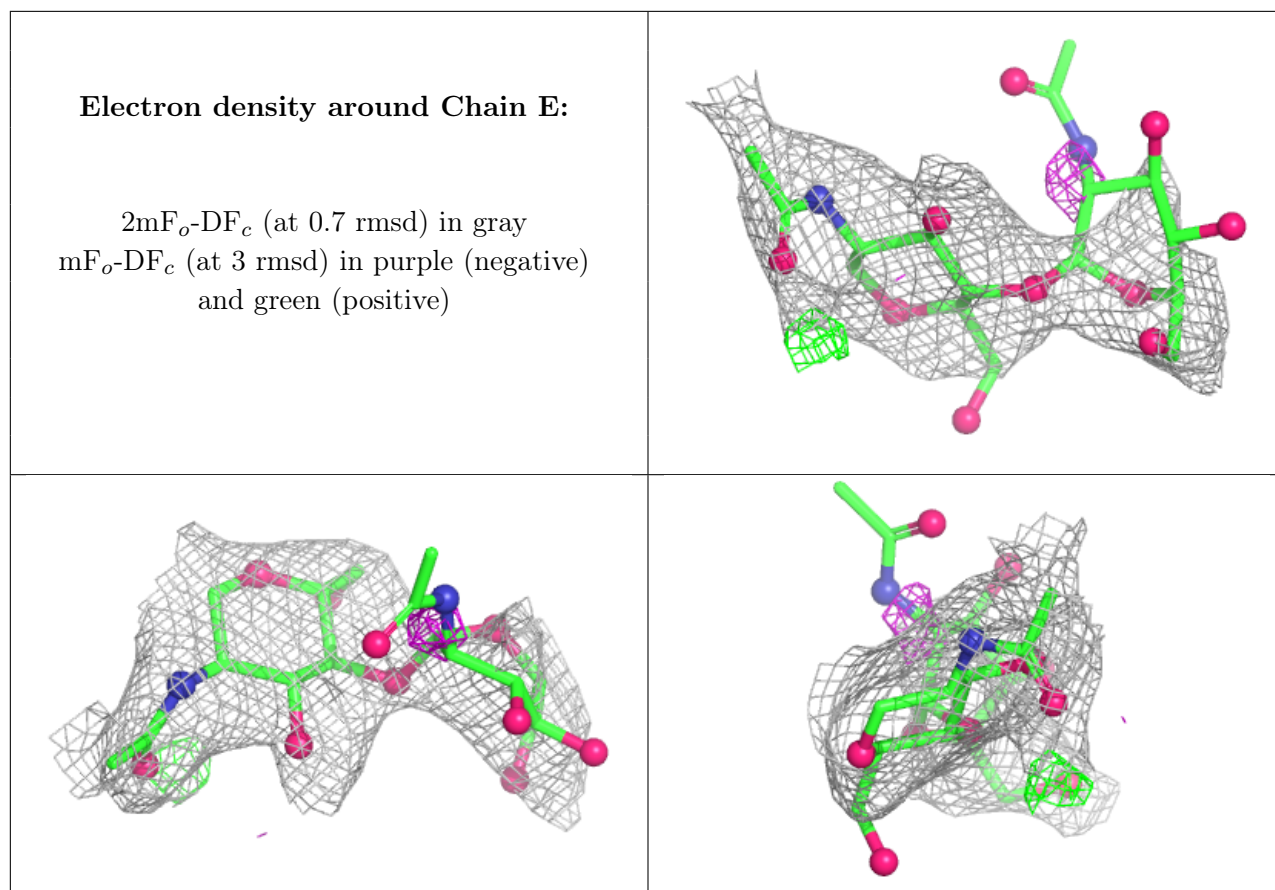 Electron density around Chain E:
2mFₒ-DF𝒸 (at 0.7 rmsd) in gray
mFₒ-DF𝒸 (at 3 rmsd) in purple (negative)
and green (positive)